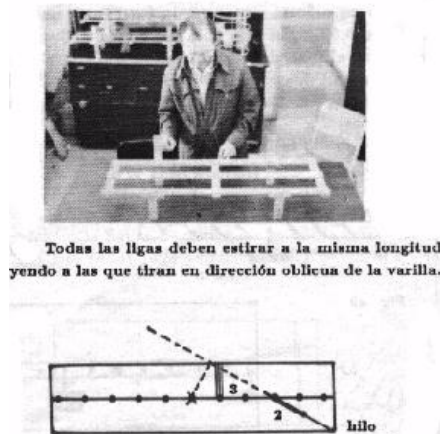 Todas las ligas deben estirar a la misma longitud
yendo a las que tiran en dirección oblicua de la varilla.
3
2
hilo